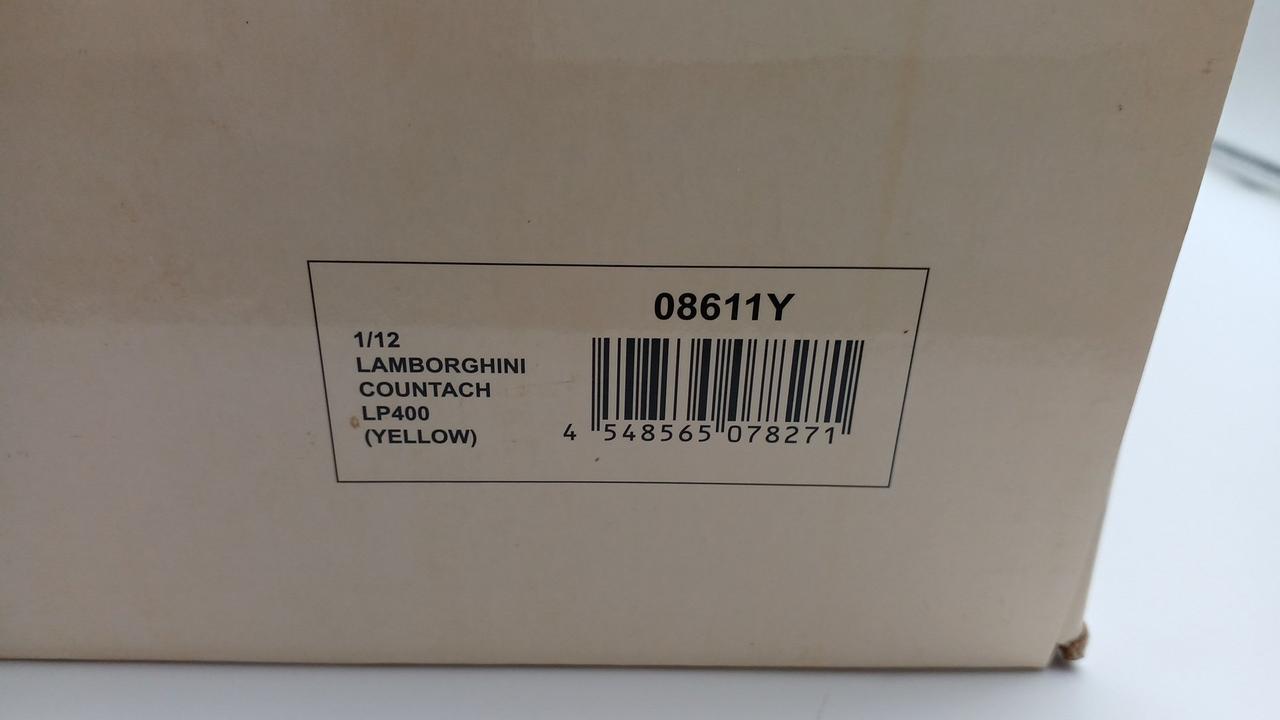 08611Y
1/12
LAMBORGHINI
COUNTACH
LP400
(YELLOW)
4 548565 078271